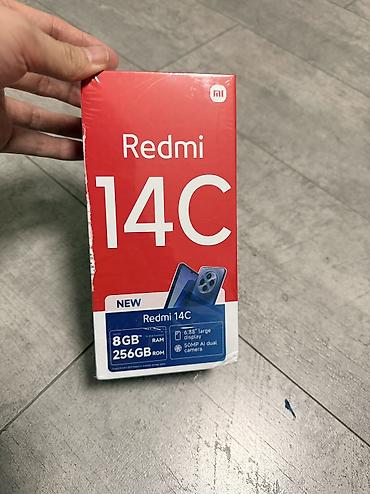 mi
Redmi
14C
NEW
Redmi 14C
8GB RAM
256GB ROM
6.88" large
display
50MP AI dual
camera